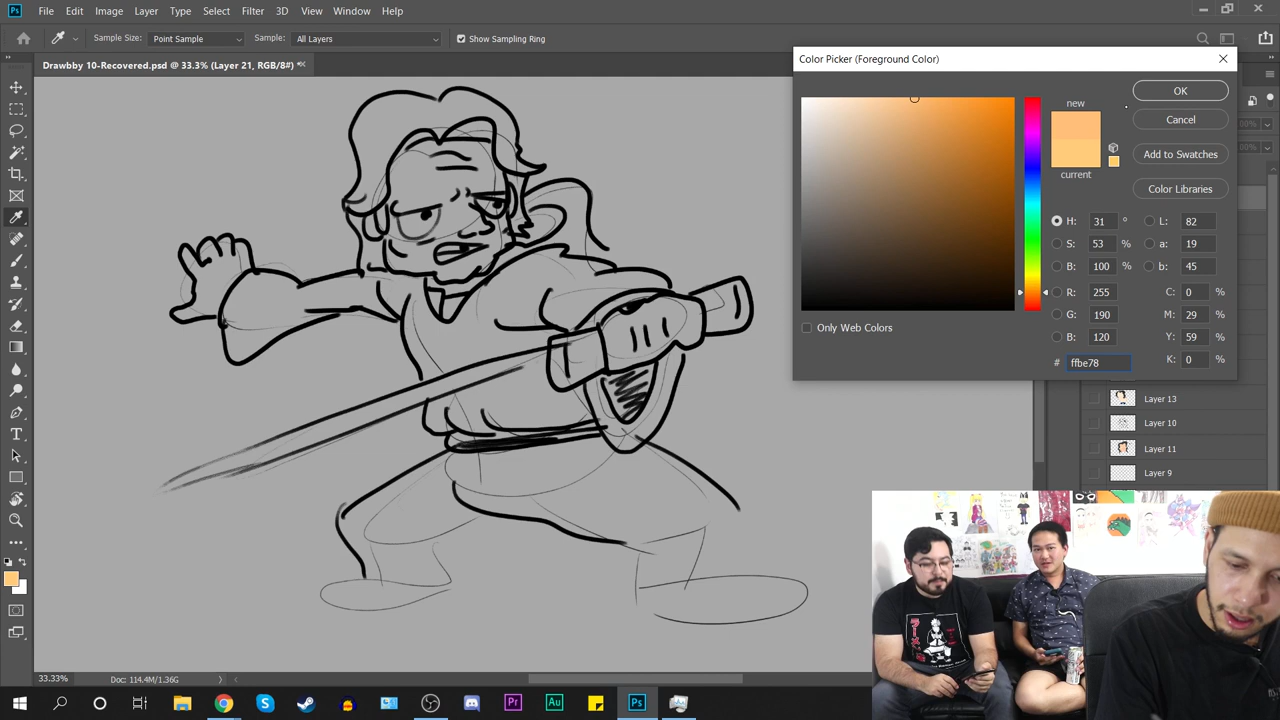 Ps File Edit Image Layer Type Select Filter 3D View Window Help
Sample Size: Point Sample Sample: All Layers Show Sampling Ring
Drawbby 10-Recovered.psd @ 33.3% (Layer 21, RGB/8#) *
Color Picker (Foreground Color)
new
current
OK
Cancel
Add to Swatches
Color Libraries
H: 31 ° L: 82
S: 53 % a: 19
B: 100 % b: 45
R: 255 C: 0 %
G: 190 M: 29 %
B: 120 Y: 59 %
# ffbe78 K: 0 %
Only Web Colors
Layer 13
Layer 10
Layer 11
Layer 9
33.33% Doc: 114.4M/1.36G
Pr Au Ps